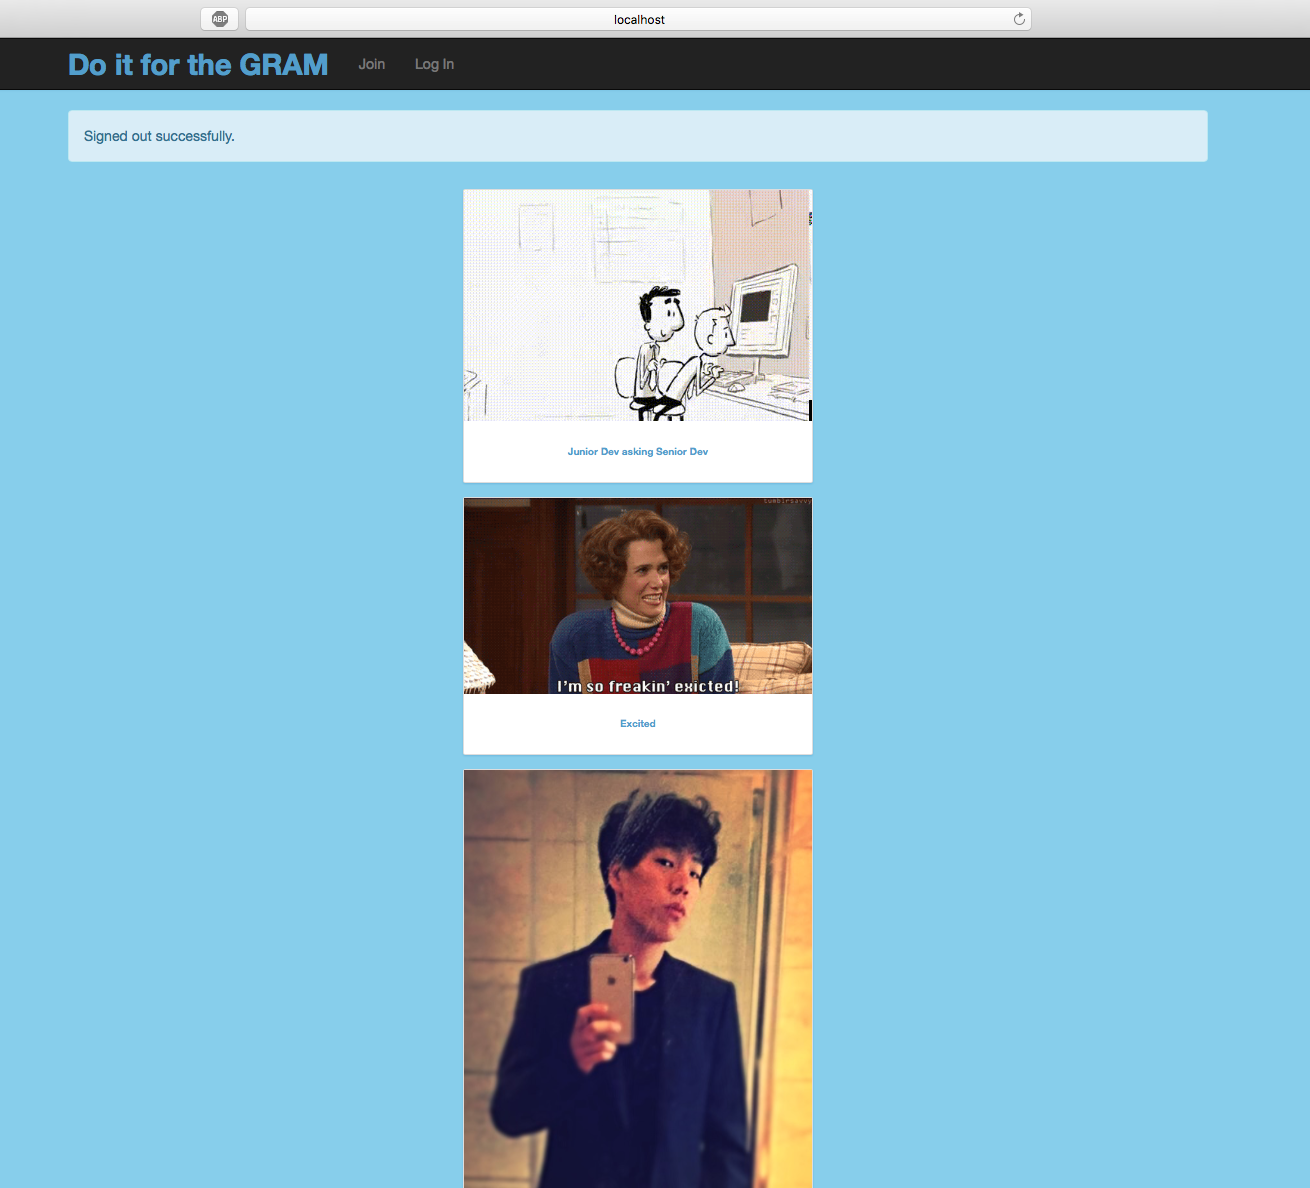 ABP
localhost
Do it for the GRAM Join Log In
Signed out successfully.
Junior Dev asking Senior Dev
tumblrsavvy
I'm so freakin' exicted!
Excited